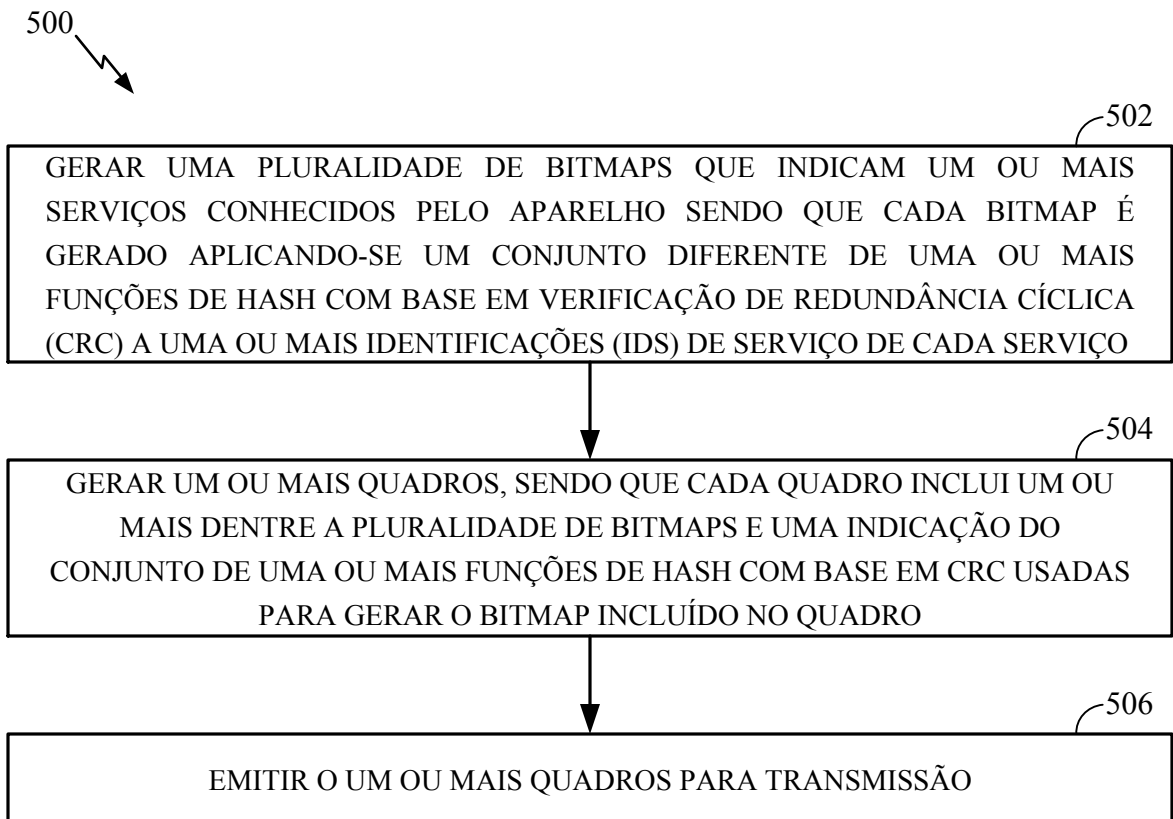 500
502
GERAR UMA PLURALIDADE DE BITMAPS QUE INDICAM UM OU MAIS
SERVIÇOS CONHECIDOS PELO APARELHO SENDO QUE CADA BITMAP É
GERADO APLICANDO-SE UM CONJUNTO DIFERENTE DE UMA OU MAIS
FUNÇÕES DE HASH COM BASE EM VERIFICAÇÃO DE REDUNDÂNCIA CÍCLICA
(CRC) A UMA OU MAIS IDENTIFICAÇÕES (IDS) DE SERVIÇO DE CADA SERVIÇO
504
GERAR UM OU MAIS QUADROS, SENDO QUE CADA QUADRO INCLUI UM OU
MAIS DENTRE A PLURALIDADE DE BITMAPS E UMA INDICAÇÃO DO
CONJUNTO DE UMA OU MAIS FUNÇÕES DE HASH COM BASE EM CRC USADAS
PARA GERAR O BITMAP INCLUÍDO NO QUADRO
506
EMITIR O UM OU MAIS QUADROS PARA TRANSMISSÃO